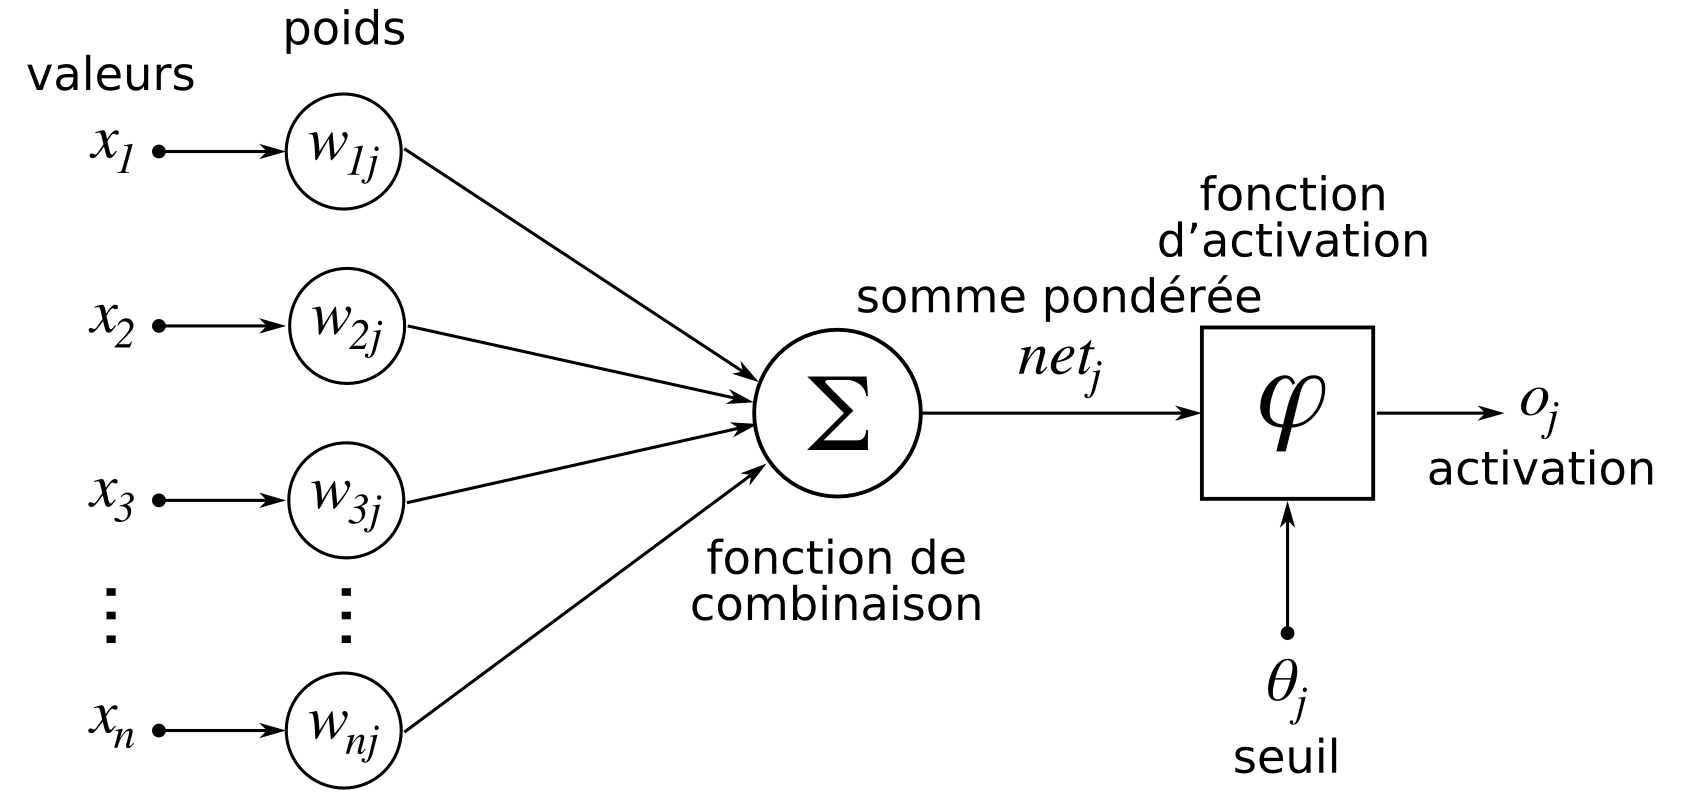 poids
valeurs
x1
w1j
x2
w2j
x3
w3j
⋮
⋮
xn
wnj
Σ
fonction de
combinaison
somme pondérée
netj
fonction
d’activation
φ
oj
activation
θj
seuil